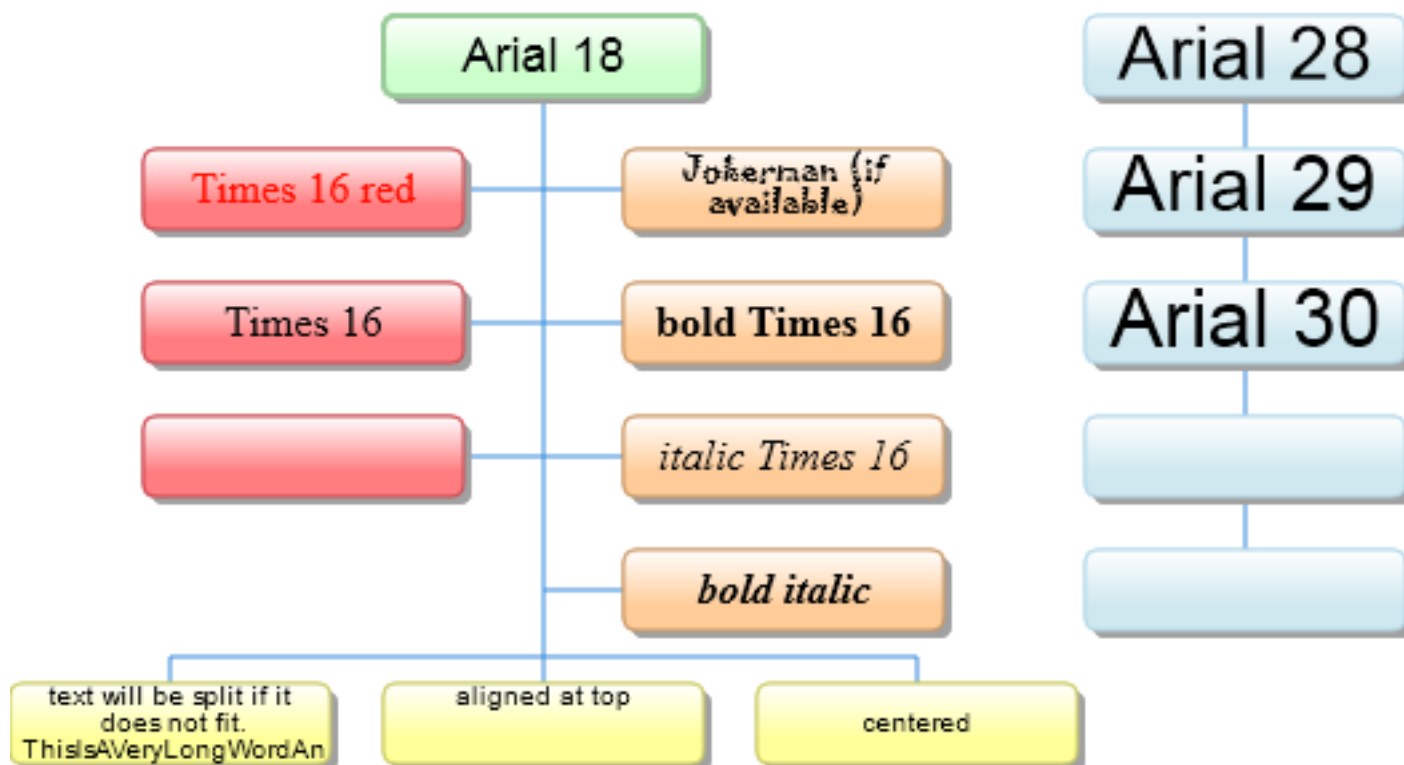 Arial 18
Times 16 red
Jokerman (if
available)
Times 16
bold Times 16
italic Times 16
bold italic
text will be split if it
does not fit.
ThisIsAVeryLongWordAn
aligned at top
centered
Arial 28
Arial 29
Arial 30